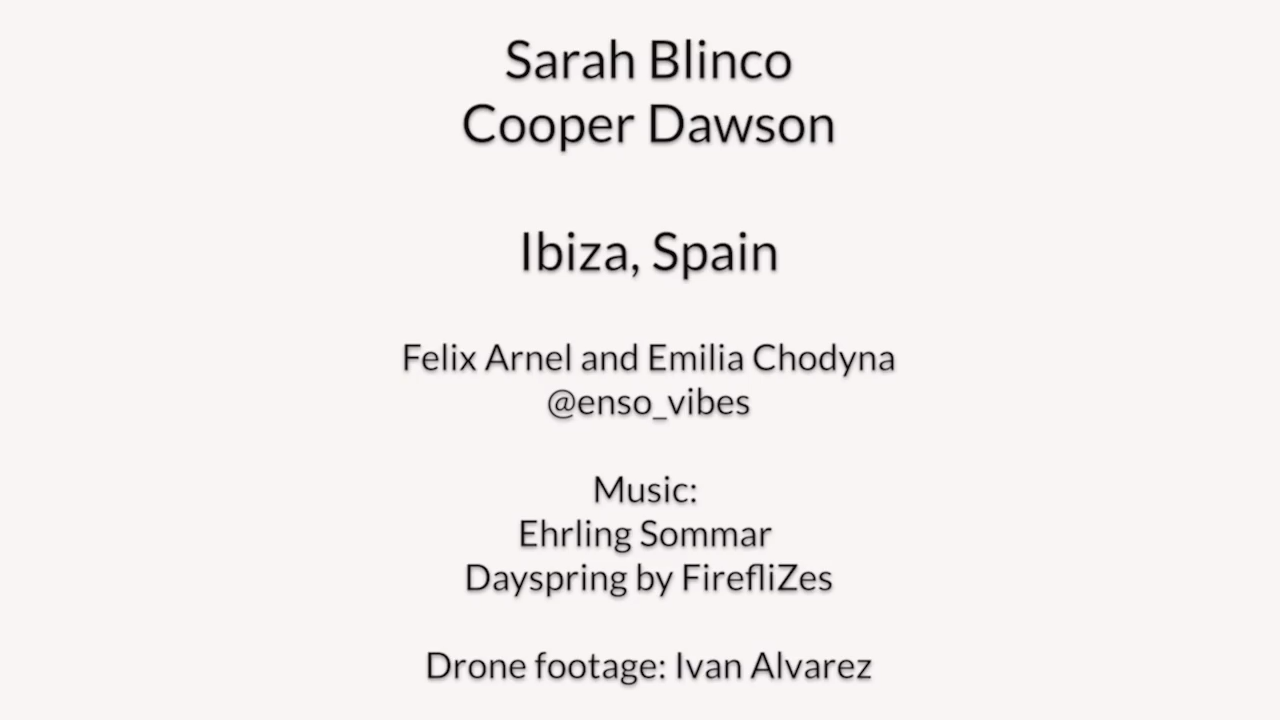 Sarah Blinco
Cooper Dawson
Ibiza, Spain
Felix Arnel and Emilia Chodyna
@enso_vibes
Music:
Ehrling Sommar
Dayspring by FirefliZes
Drone footage: Ivan Alvarez